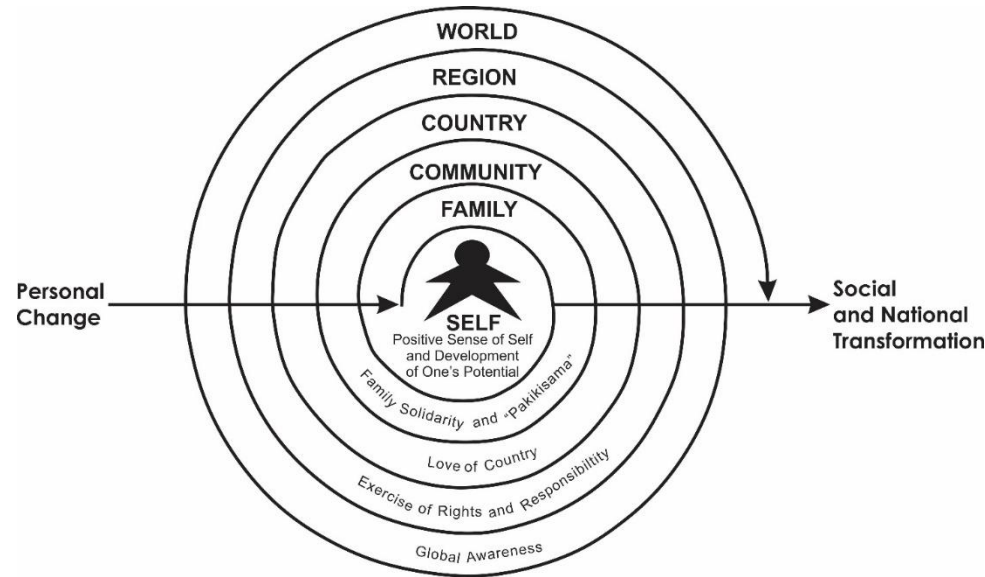 WORLD
REGION
COUNTRY
COMMUNITY
FAMILY
Personal
Change
SELF
Positive Sense of Self
and Development
of One's Potential
Social
and National
Transformation
Family Solidarity and "Pakikisama"
Love of Country
Exercise of Rights and Responsibiltity
Global Awareness